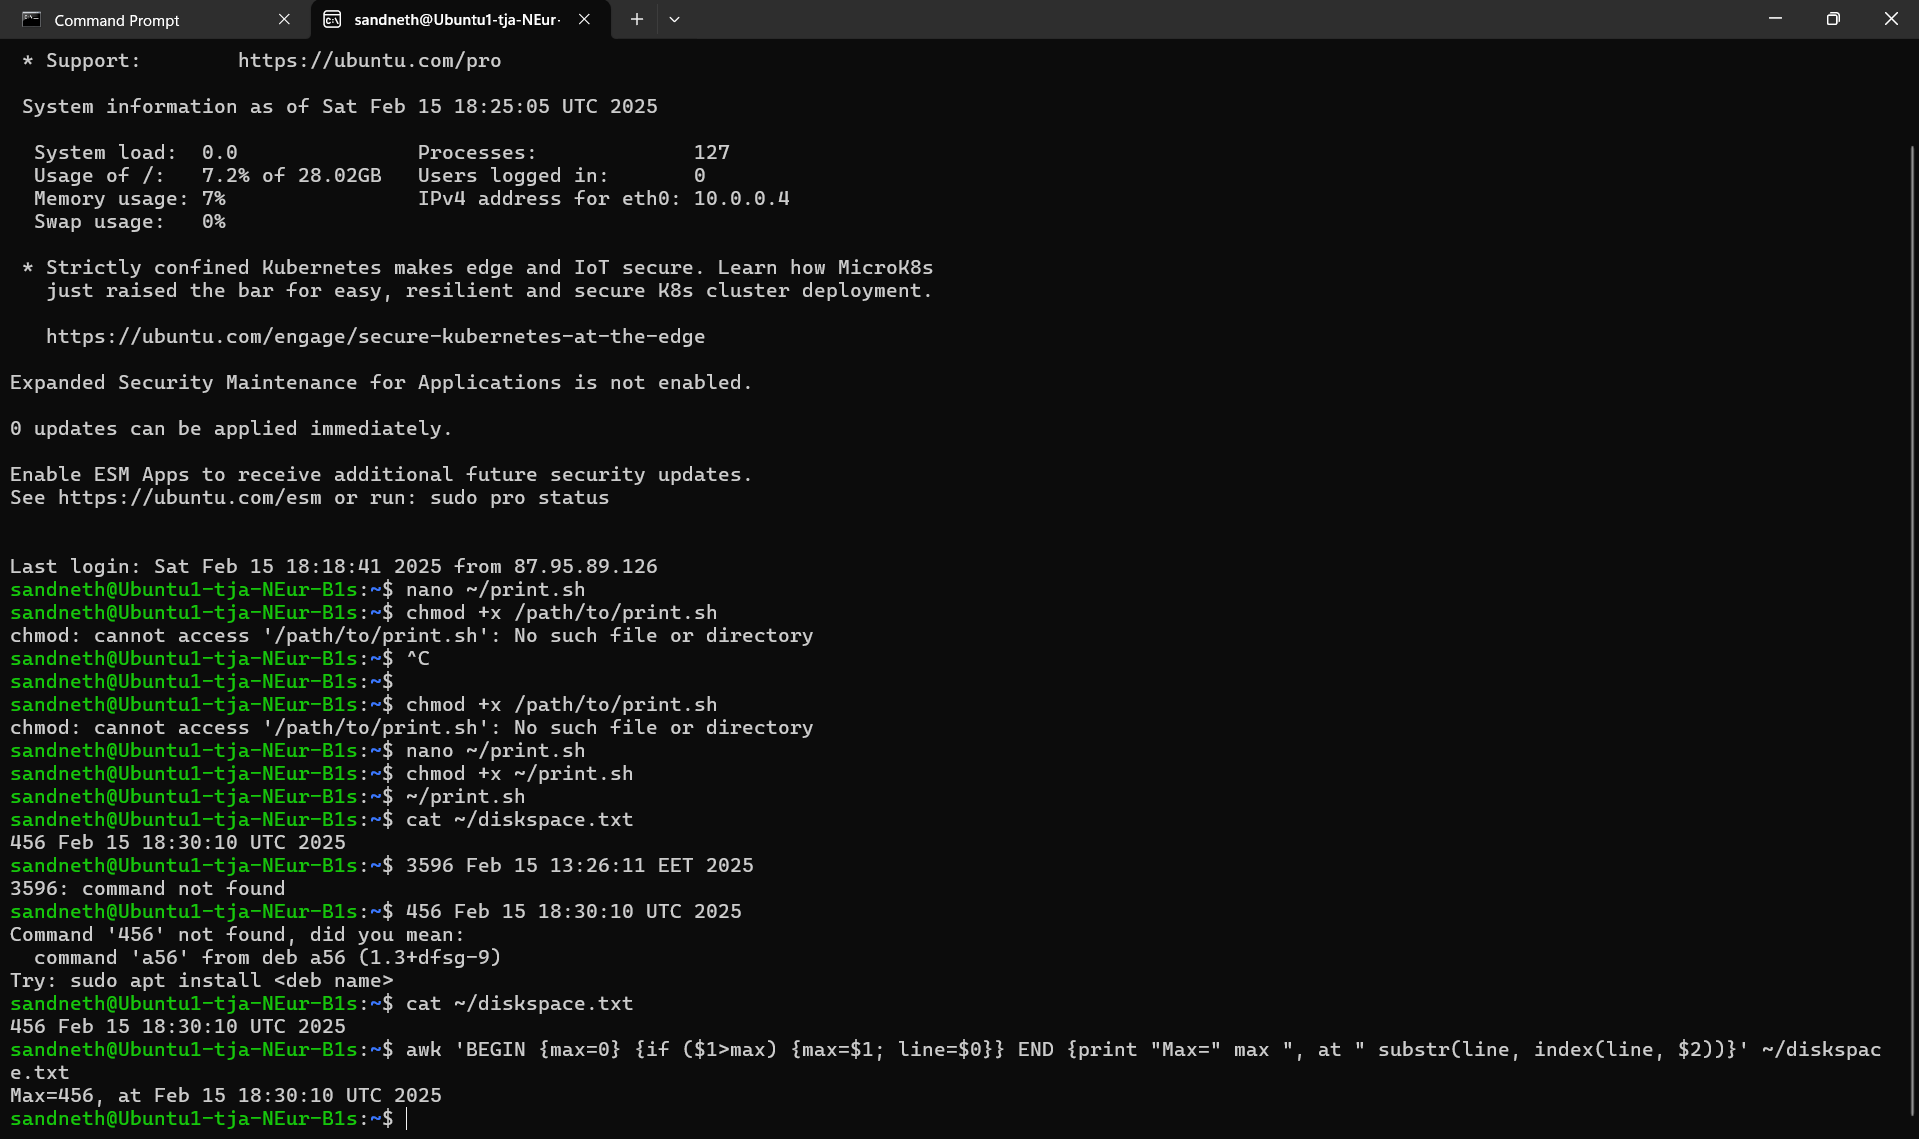 Command Prompt
sandneth@Ubuntu1-tja-NEur-
* Support:        https://ubuntu.com/pro
System information as of Sat Feb 15 18:25:05 UTC 2025
System load:  0.0               Processes:             127
Usage of /:   7.2% of 28.02GB   Users logged in:       0
Memory usage: 7%                IPv4 address for eth0: 10.0.0.4
Swap usage:   0%
* Strictly confined Kubernetes makes edge and IoT secure. Learn how MicroK8s
just raised the bar for easy, resilient and secure K8s cluster deployment.
https://ubuntu.com/engage/secure-kubernetes-at-the-edge
Expanded Security Maintenance for Applications is not enabled.
0 updates can be applied immediately.
Enable ESM Apps to receive additional future security updates.
See https://ubuntu.com/esm or run: sudo pro status
Last login: Sat Feb 15 18:18:41 2025 from 87.95.89.126
sandneth@Ubuntu1-tja-NEur-B1s:~$ nano ~/print.sh
sandneth@Ubuntu1-tja-NEur-B1s:~$ chmod +x /path/to/print.sh
chmod: cannot access '/path/to/print.sh': No such file or directory
sandneth@Ubuntu1-tja-NEur-B1s:~$ ^C
sandneth@Ubuntu1-tja-NEur-B1s:~$
sandneth@Ubuntu1-tja-NEur-B1s:~$ chmod +x /path/to/print.sh
chmod: cannot access '/path/to/print.sh': No such file or directory
sandneth@Ubuntu1-tja-NEur-B1s:~$ nano ~/print.sh
sandneth@Ubuntu1-tja-NEur-B1s:~$ chmod +x ~/print.sh
sandneth@Ubuntu1-tja-NEur-B1s:~$ ~/print.sh
sandneth@Ubuntu1-tja-NEur-B1s:~$ cat ~/diskspace.txt
456 Feb 15 18:30:10 UTC 2025
sandneth@Ubuntu1-tja-NEur-B1s:~$ 3596 Feb 15 13:26:11 EET 2025
3596: command not found
sandneth@Ubuntu1-tja-NEur-B1s:~$ 456 Feb 15 18:30:10 UTC 2025
Command '456' not found, did you mean:
command 'a56' from deb a56 (1.3+dfsg-9)
Try: sudo apt install <deb name>
sandneth@Ubuntu1-tja-NEur-B1s:~$ cat ~/diskspace.txt
456 Feb 15 18:30:10 UTC 2025
sandneth@Ubuntu1-tja-NEur-B1s:~$ awk 'BEGIN {max=0} {if ($1>max) {max=$1; line=$0}} END {print "Max=" max ", at " substr(line, index(line, $2))}' ~/diskspac
e.txt
Max=456, at Feb 15 18:30:10 UTC 2025
sandneth@Ubuntu1-tja-NEur-B1s:~$